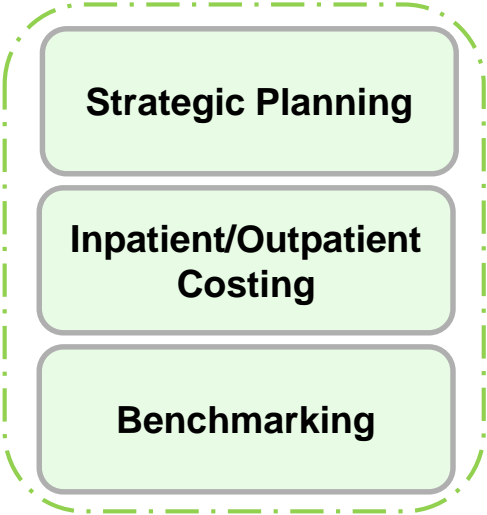 Strategic Planning
Inpatient/Outpatient
Costing
Benchmarking